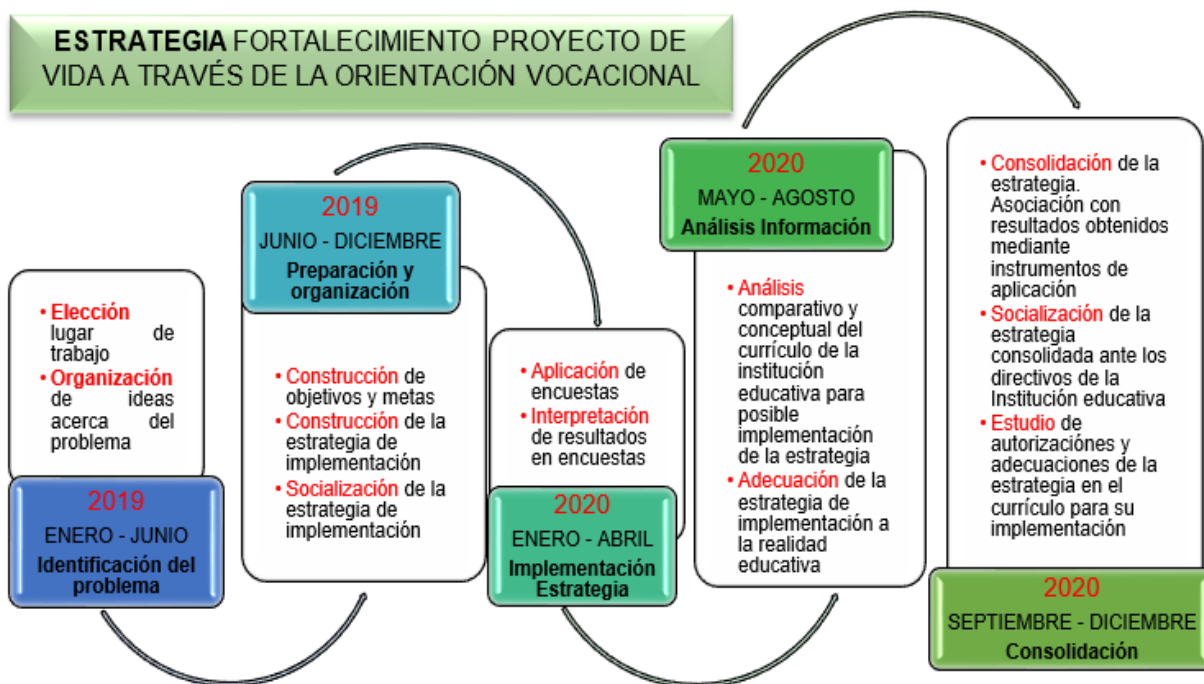 ESTRATEGIA FORTALECIMIENTO PROYECTO DE
VIDA A TRAVÉS DE LA ORIENTACIÓN VOCACIONAL
• Elección
lugar de
trabajo
• Organización
de ideas
acerca del
problema
2019
ENERO - JUNIO
Identificación del
problema
2019
JUNIO - DICIEMBRE
Preparación y
organización
• Construcción de
objetivos y metas
• Construcción de la
estrategia de
implementación
• Socialización de la
estrategia de
implementación
• Aplicación de
encuestas
• Interpretación
de resultados
en encuestas
2020
ENERO - ABRIL
Implementación
Estrategia
2020
MAYO - AGOSTO
Análisis Información
• Análisis
comparativo y
conceptual del
currículo de la
institución
educativa para
posible
implementación
de la estrategia
• Adecuación de la
estrategia de
implementación a
la realidad
educativa
• Consolidación de la
estrategia.
Asociación con
resultados obtenidos
mediante
instrumentos de
aplicación
• Socialización de la
estrategia
consolidada ante los
directivos de la
Institución educativa
• Estudio de
autorizaciónes y
adecuaciones de la
estrategia en el
currículo para su
implementación
2020
SEPTIEMBRE - DICIEMBRE
Consolidación